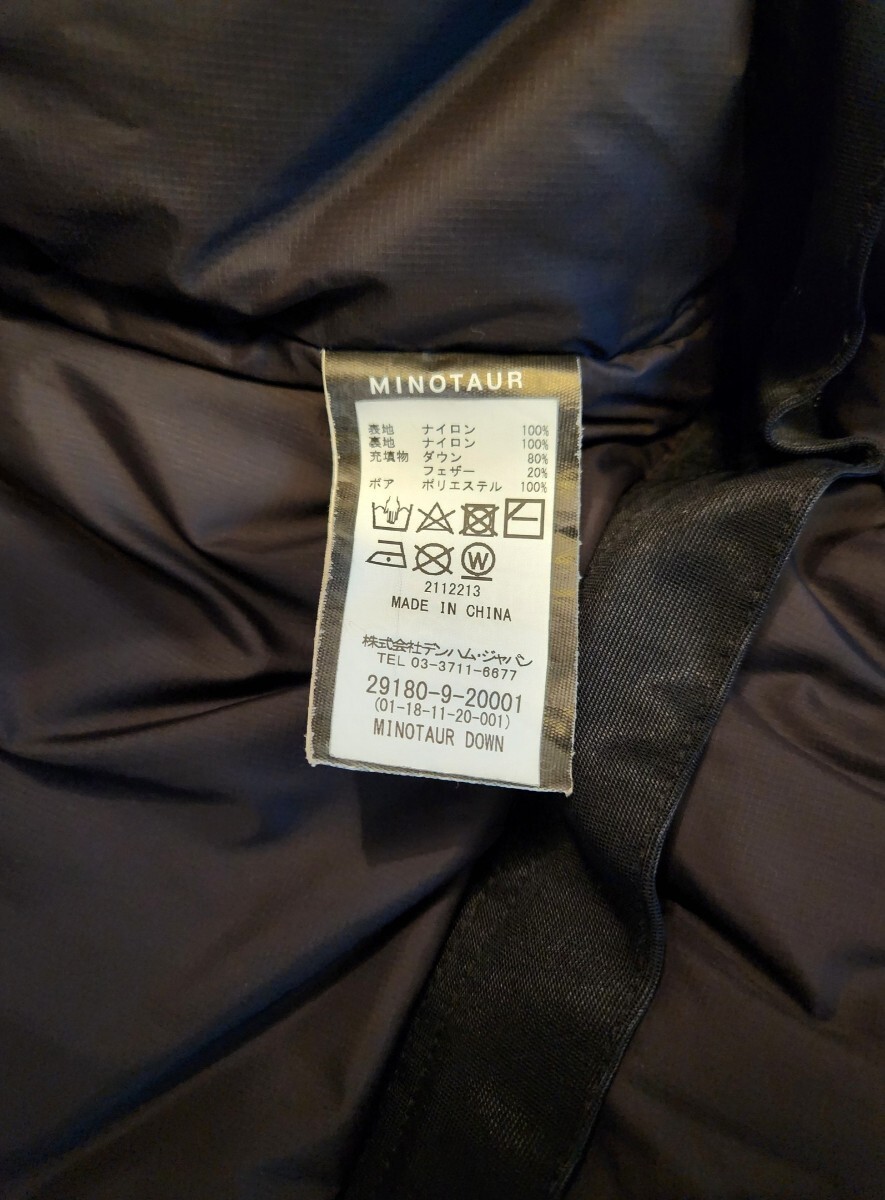 MINOTAUR
表地 ナイロン 100%
裏地 ナイロン 100%
充填物 ダウン 80%
フェザー 20%
ボア ポリエステル 100%
W
2112213
MADE IN CHINA
株式会社デンハム・ジャパン
TEL 03-3711-6677
29180-9-20001
(01-18-11-20-001)
MINOTAUR DOWN